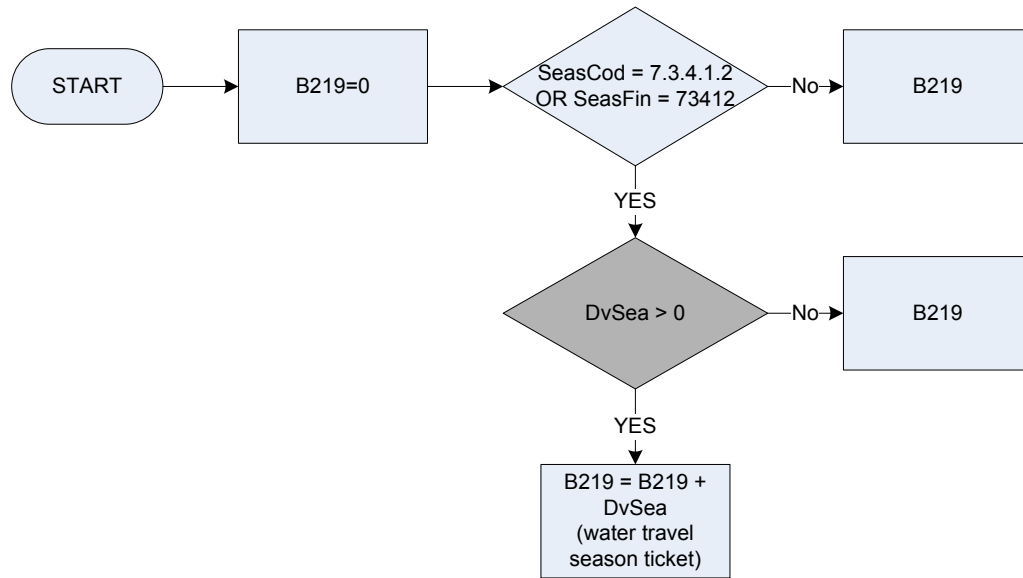 START
B219=0
SeasCod = 7.3.4.1.2
OR SeasFin = 73412
No
B219
YES
DvSea > 0
No
B219
YES
B219 = B219 +
DvSea
(water travel
season ticket)